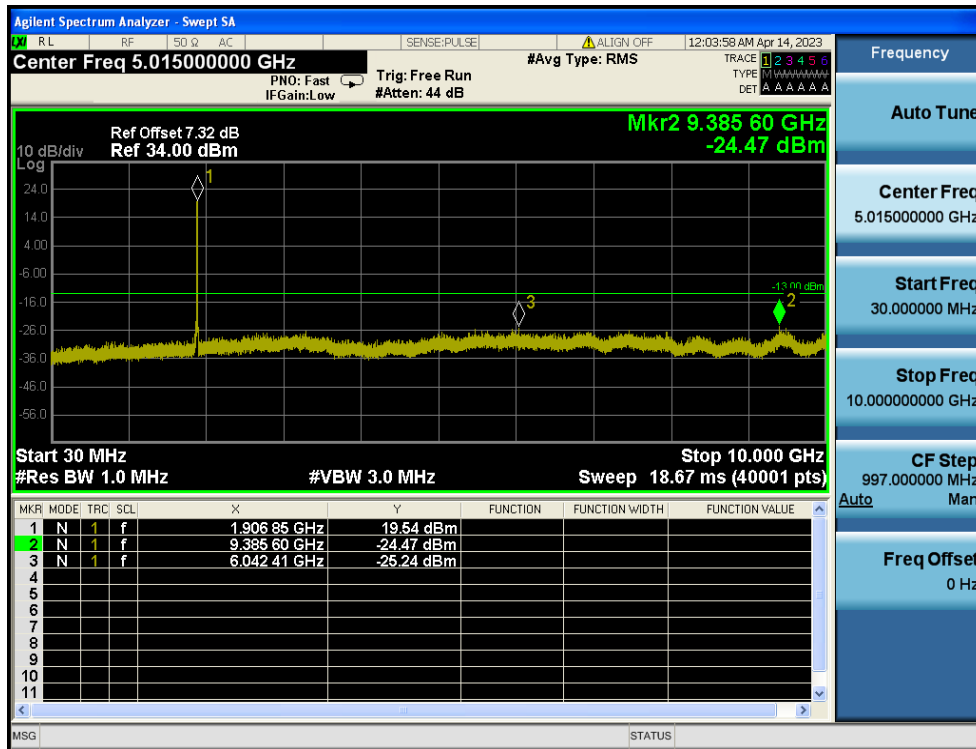 Agilent Spectrum Analyzer - Swept SA
LXI RL RF 50 Ω AC SENSE:PULSE ALIGN OFF 12:03:58 AM Apr 14, 2023
Center Freq 5.015000000 GHz
PNO: Fast
IFGain:Low
Trig: Free Run
#Atten: 44 dB
#Avg Type: RMS
TRACE 1 2 3 4 5 6
TYPE M WWWWW
DET A A A A A A
Mkr2 9.385 60 GHz
-24.47 dBm
Ref Offset 7.32 dB
10 dB/div Ref 34.00 dBm
Log
1
24.0
14.0
4.00
-6.00
-13.00 dBm
-16.0
2
3
-26.0
-36.0
-46.0
-56.0
Start 30 MHz Stop 10.000 GHz
#Res BW 1.0 MHz #VBW 3.0 MHz Sweep 18.67 ms (40001 pts)
MKR MODE TRC SCL X Y FUNCTION FUNCTION WIDTH FUNCTION VALUE
1 N 1 f 1.906 85 GHz 19.54 dBm
2 N 1 f 9.385 60 GHz -24.47 dBm
3 N 1 f 6.042 41 GHz -25.24 dBm
4
5
6
7
8
9
10
11
MSG STATUS
Frequency
Auto Tune
Center Freq
5.015000000 GHz
Start Freq
30.000000 MHz
Stop Freq
10.000000000 GHz
CF Step
997.000000 MHz
Auto Man
Freq Offset
0 Hz